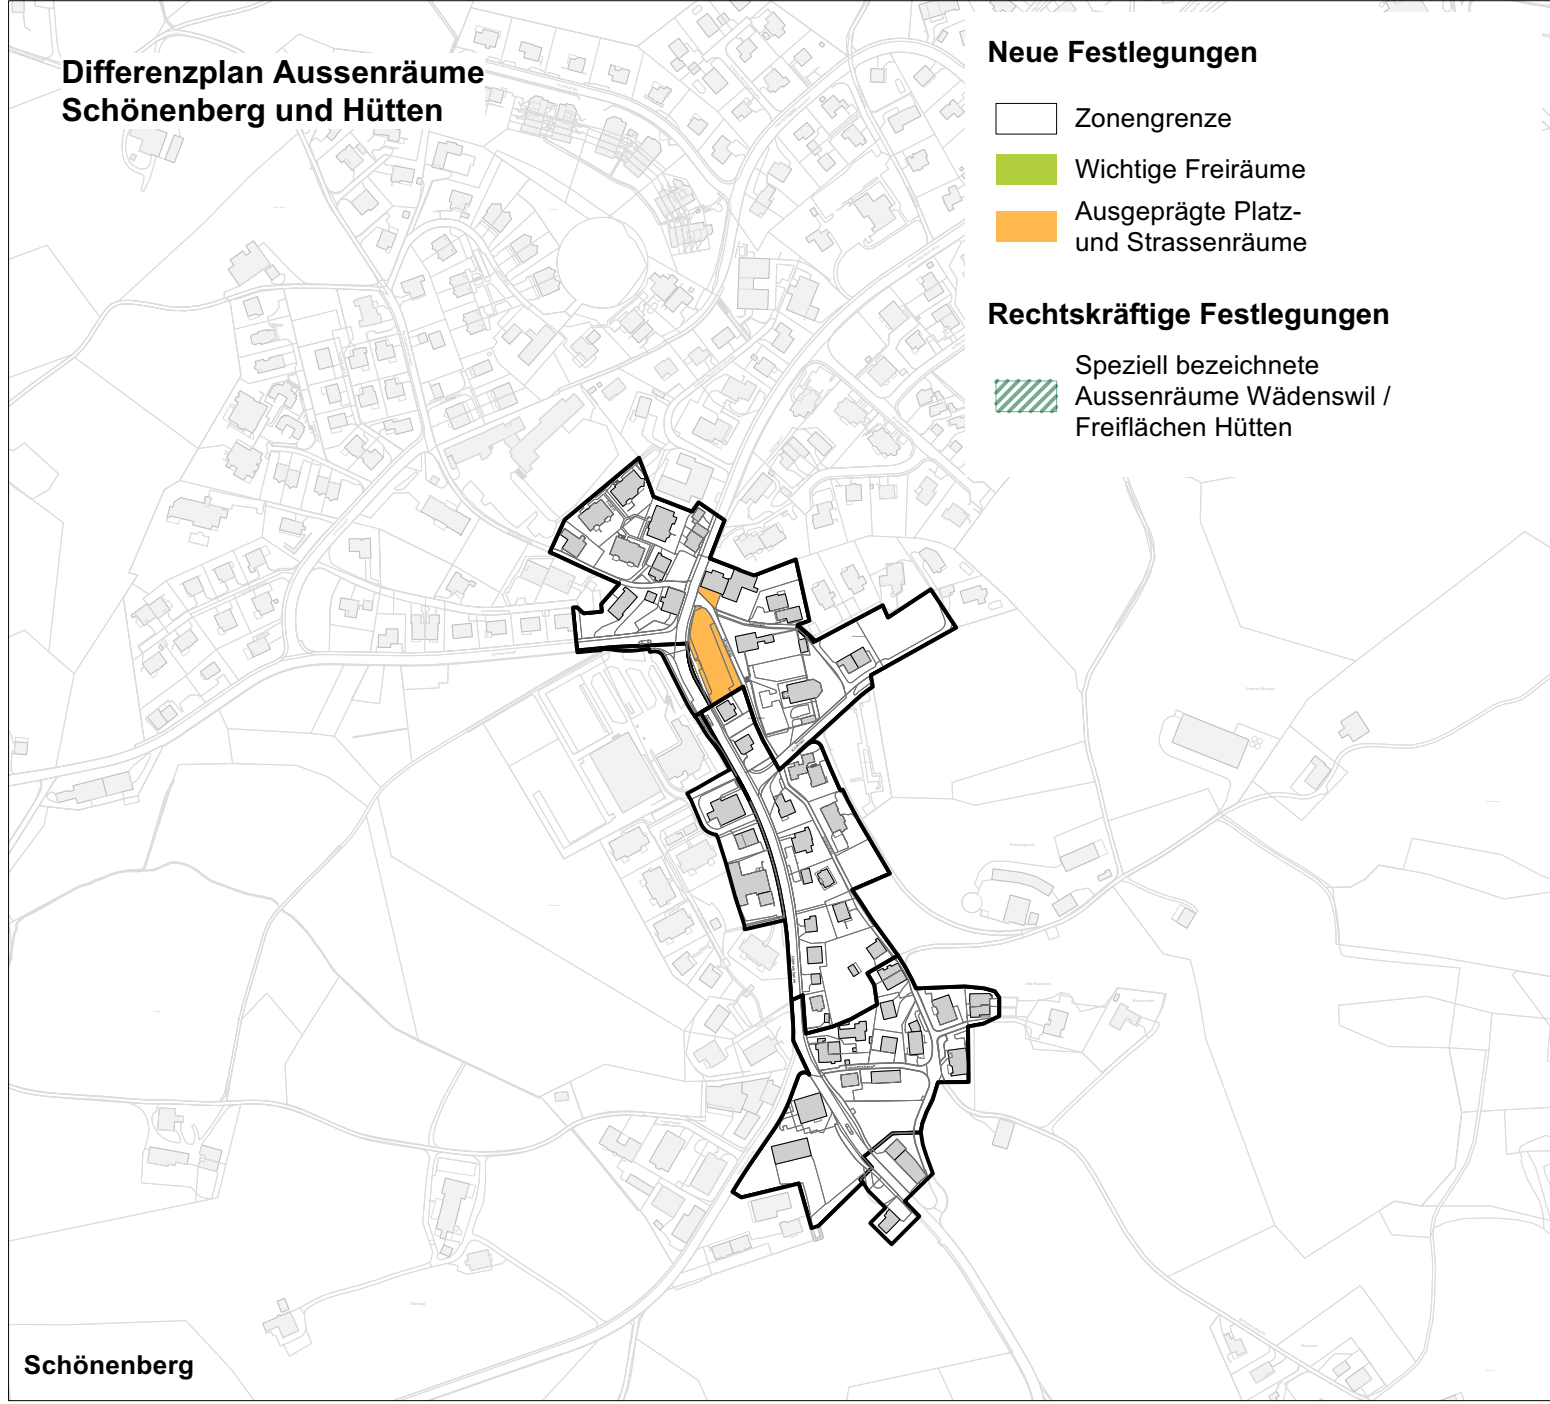 Differenzplan Aussenräume
Schönenberg und Hütten
Neue Festlegungen
Zonengrenze
Wichtige Freiräume
Ausgeprägte Platz-
und Strassenräume
Rechtskräftige Festlegungen
Speziell bezeichnete
Aussenräume Wädenswil /
Freiflächen Hütten
Schönenberg